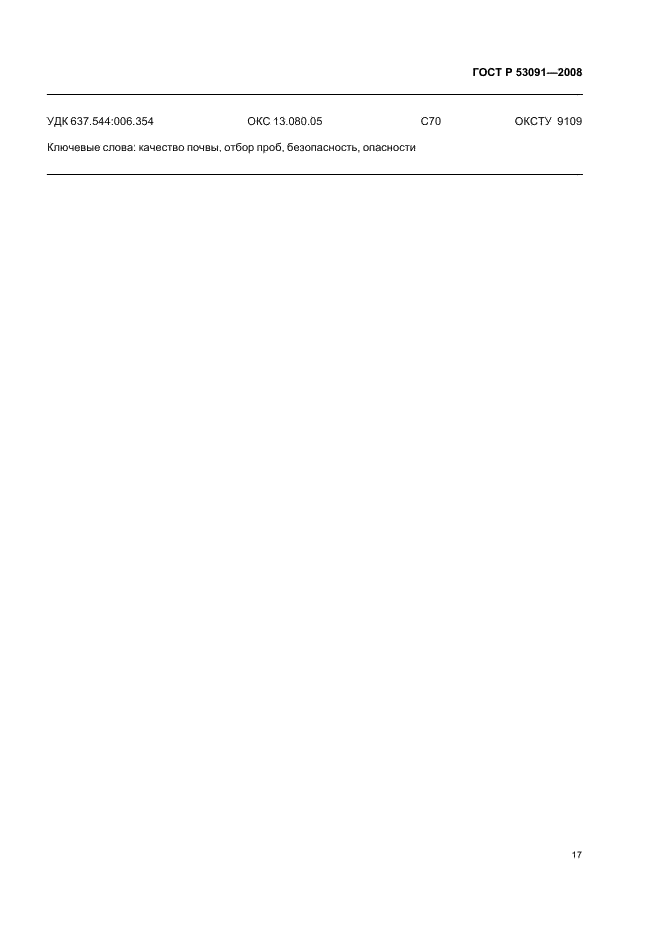 ГОСТ Р 53091—2008
УДК 637.544:006.354 ОКС 13.080.05 С70 ОКСТУ 9109
Ключевые слова: качество почвы, отбор проб, безопасность, опасности
17